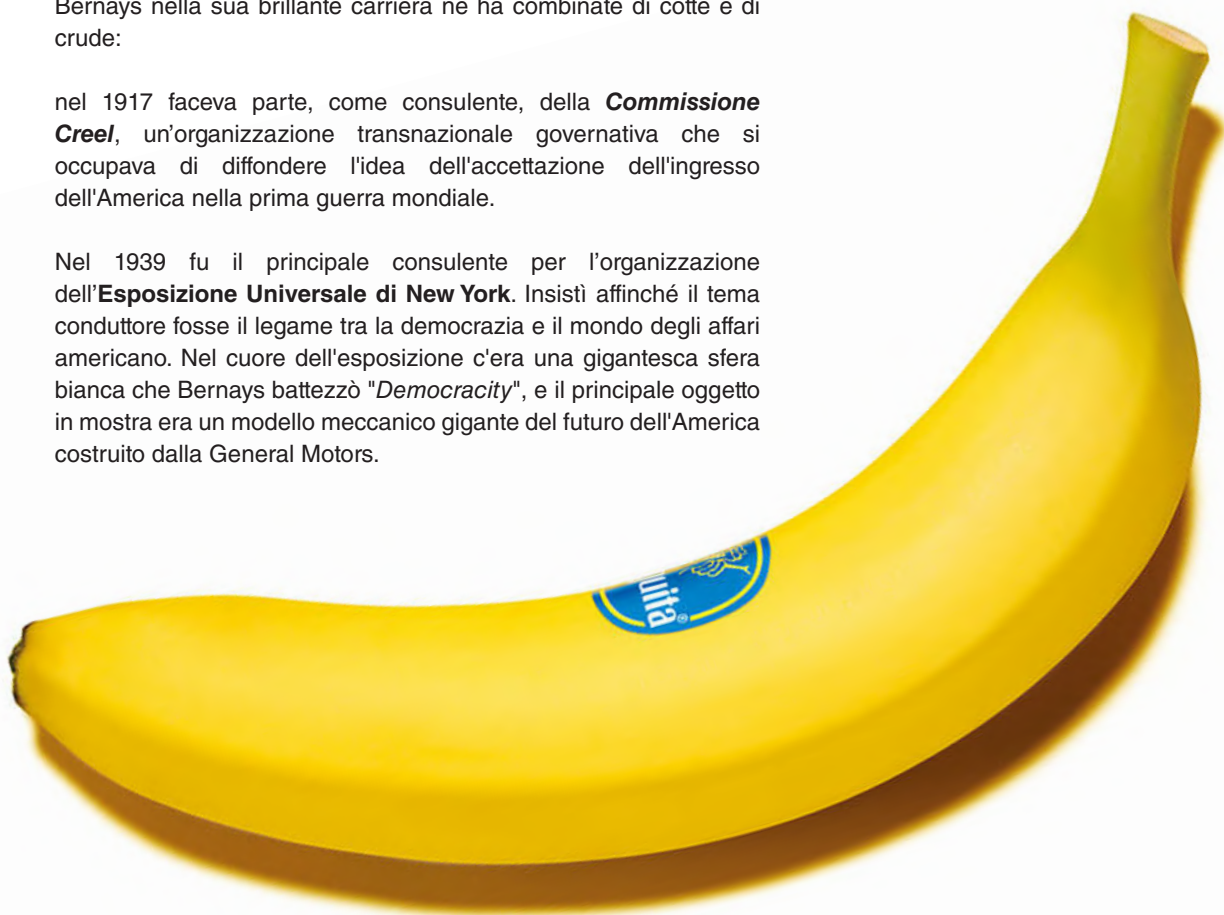 Bernays nella sua brillante carriera ne ha combinate di cotte e di
crude:
nel 1917 faceva parte, come consulente, della Commissione
Creel, un’organizzazione transnazionale governativa che si
occupava di diffondere l'idea dell'accettazione dell'ingresso
dell'America nella prima guerra mondiale.
Nel 1939 fu il principale consulente per l’organizzazione
dell’Esposizione Universale di New York. Insistì affinché il tema
conduttore fosse il legame tra la democrazia e il mondo degli affari
americano. Nel cuore dell'esposizione c'era una gigantesca sfera
bianca che Bernays battezzò "Democracity", e il principale oggetto
in mostra era un modello meccanico gigante del futuro dell'America
costruito dalla General Motors.
uita®